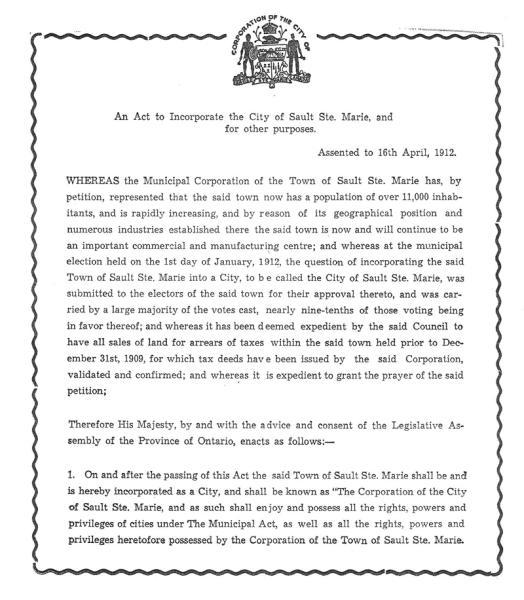 CORPORATION OF THE CITY OF
SAULT STE. MARIE
An Act to Incorporate the City of Sault Ste. Marie, and
for other purposes.
Assented to 16th April, 1912.
WHEREAS the Municipal Corporation of the Town of Sault Ste. Marie has, by
petition, represented that the said town now has a population of over 11,000 inhab-
itants, and is rapidly increasing, and by reason of its geographical position and
numerous industries established there the said town is now and will continue to be
an important commercial and manufacturing centre; and whereas at the municipal
election held on the 1st day of January, 1912, the question of incorporating the said
Town of Sault Ste. Marie into a City, to be called the City of Sault Ste. Marie, was
submitted to the electors of the said town for their approval thereto, and was car-
ried by a large majority of the votes cast, nearly nine-tenths of those voting being
in favor thereof; and whereas it has been deemed expedient by the said Council to
have all sales of land for arrears of taxes within the said town held prior to Dec-
ember 31st, 1909, for which tax deeds have been issued by the said Corporation,
validated and confirmed; and whereas it is expedient to grant the prayer of the said
petition;
Therefore His Majesty, by and with the advice and consent of the Legislative As-
sembly of the Province of Ontario, enacts as follows:—
1. On and after the passing of this Act the said Town of Sault Ste. Marie shall be and
is hereby incorporated as a City, and shall be known as "The Corporation of the City
of Sault Ste. Marie, and as such shall enjoy and possess all the rights, powers and
privileges of cities under The Municipal Act, as well as all the rights, powers and
privileges heretofore possessed by the Corporation of the Town of Sault Ste. Marie.